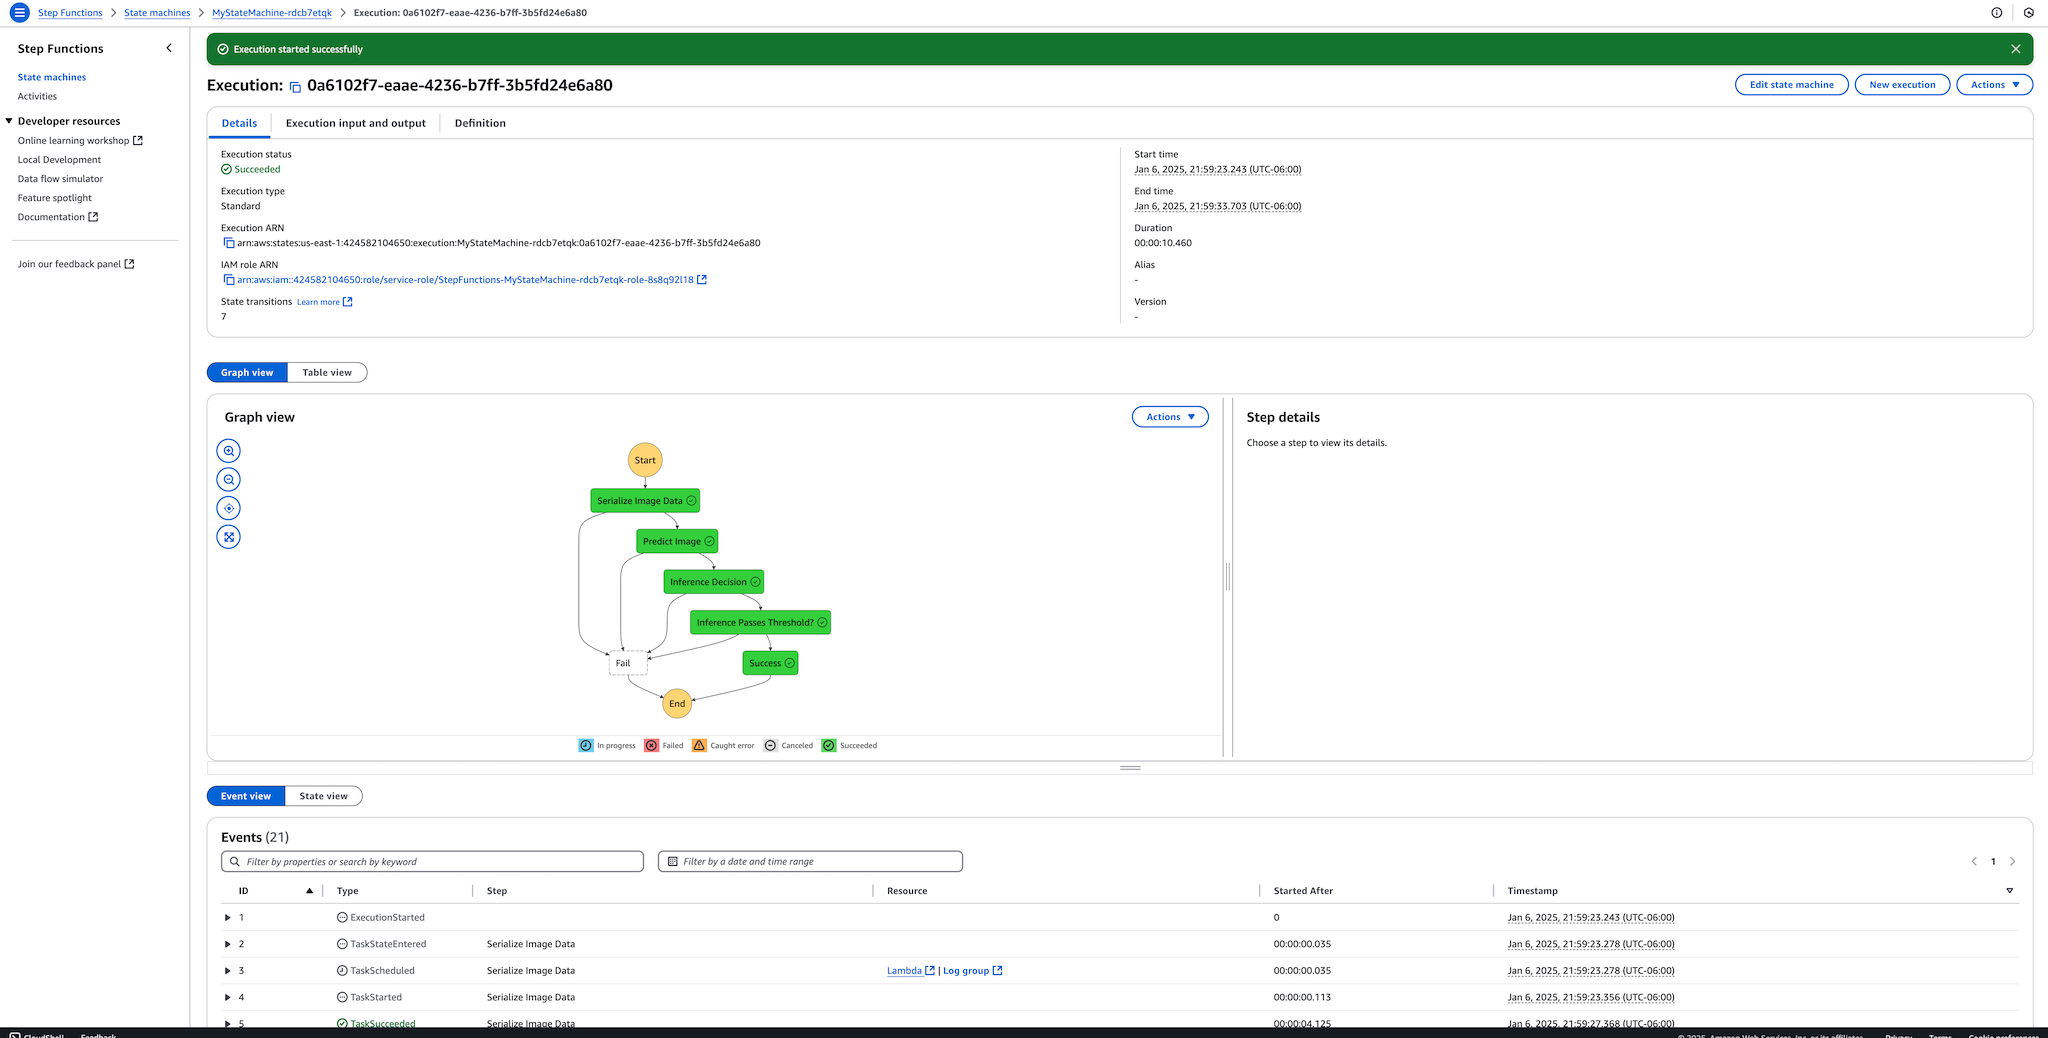 Step Functions > State machines > MyStateMachine-rdcb7etqk > Execution: 0a6102f7-eaae-4236-b7ff-3b5fd24e6a80
Step Functions
State machines
Activities
Developer resources
Online learning workshop
Local Development
Data flow simulator
Feature spotlight
Documentation
Join our feedback panel
Execution started successfully
Execution: 0a6102f7-eaae-4236-b7ff-3b5fd24e6a80
Edit state machine
New execution
Actions
Details
Execution input and output
Definition
Execution status
Succeeded
Execution type
Standard
Execution ARN
arn:aws:states:us-east-1:424582104650:execution:MyStateMachine-rdcb7etqk:0a6102f7-eaae-4236-b7ff-3b5fd24e6a80
IAM role ARN
arn:aws:iam::424582104650:role/service-role/StepFunctions-MyStateMachine-rdcb7etqk-role-8s8q92l18
State transitions Learn more
7
Start time
Jan 6, 2025, 21:59:23.243 (UTC-06:00)
End time
Jan 6, 2025, 21:59:33.703 (UTC-06:00)
Duration
00:00:10.460
Alias
-
Version
-
Graph view
Table view
Graph view
Actions
Start
Serialize Image Data
Predict Image
Inference Decision
Inference Passes Threshold?
Fail
Success
End
In progress
Failed
Caught error
Canceled
Succeeded
Step details
Choose a step to view its details.
Event view
State view
Events (21)
Filter by properties or search by keyword
Filter by a date and time range
1
ID Type Step Resource Started After Timestamp
1 ExecutionStarted 0 Jan 6, 2025, 21:59:23.243 (UTC-06:00)
2 TaskStateEntered Serialize Image Data 00:00:00.035 Jan 6, 2025, 21:59:23.278 (UTC-06:00)
3 TaskScheduled Serialize Image Data Lambda | Log group 00:00:00.035 Jan 6, 2025, 21:59:23.278 (UTC-06:00)
4 TaskStarted Serialize Image Data 00:00:00.113 Jan 6, 2025, 21:59:23.356 (UTC-06:00)
5 TaskSucceeded Serialize Image Data 00:00:04.125 Jan 6, 2025, 21:59:27.368 (UTC-06:00)
CloudShell Feedback © 2025, Amazon Web Services, Inc. or its affiliates. Privacy Terms Cookie preferences